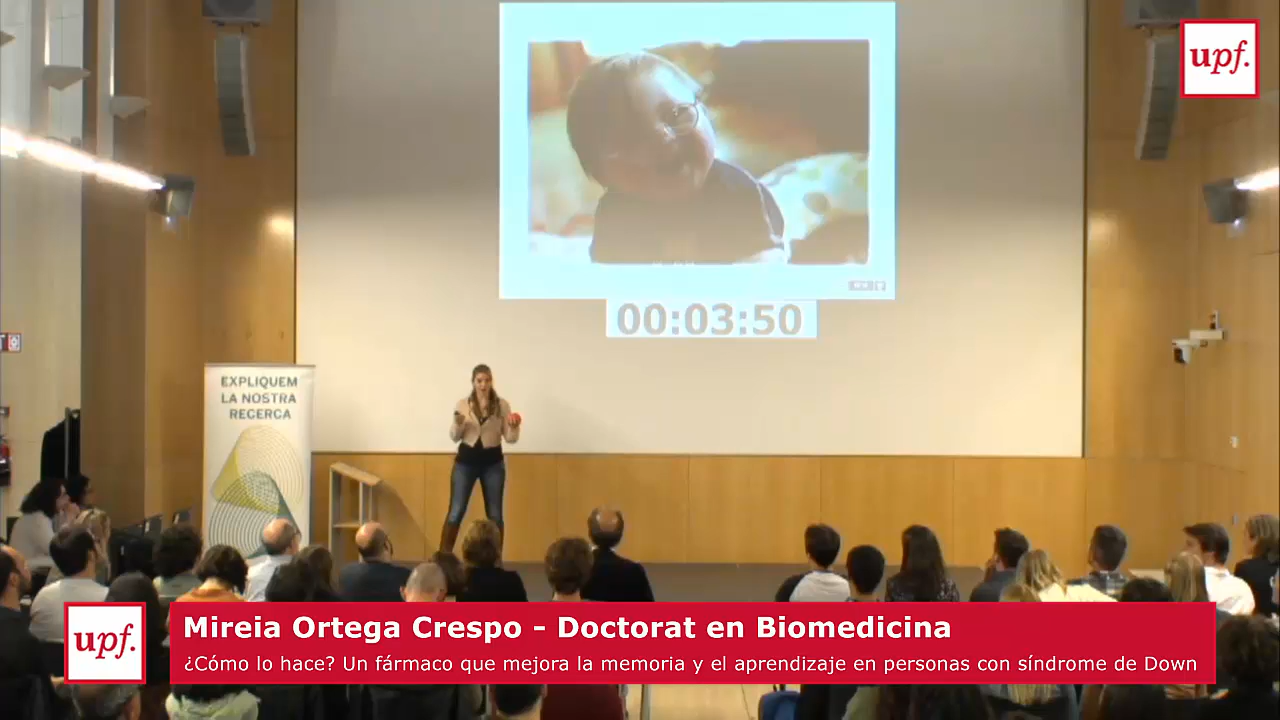 upf.
00:03:50
EXPLIQUEM
LA NOSTRA
RECERCA
upf.
Mireia Ortega Crespo - Doctorat en Biomedicina
¿Cómo lo hace? Un fármaco que mejora la memoria y el aprendizaje en personas con síndrome de Down